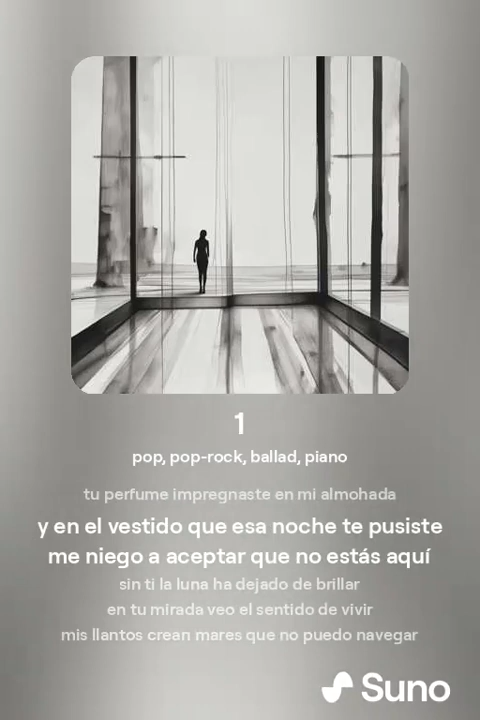 1
pop, pop-rock, ballad, piano
tu perfume impregnaste en mi almohada
y en el vestido que esa noche te pusiste
me niego a aceptar que no estás aquí
sin ti la luna ha dejado de brillar
en tu mirada veo el sentido de vivir
mis llantos crean mares que no puedo navegar
Suno